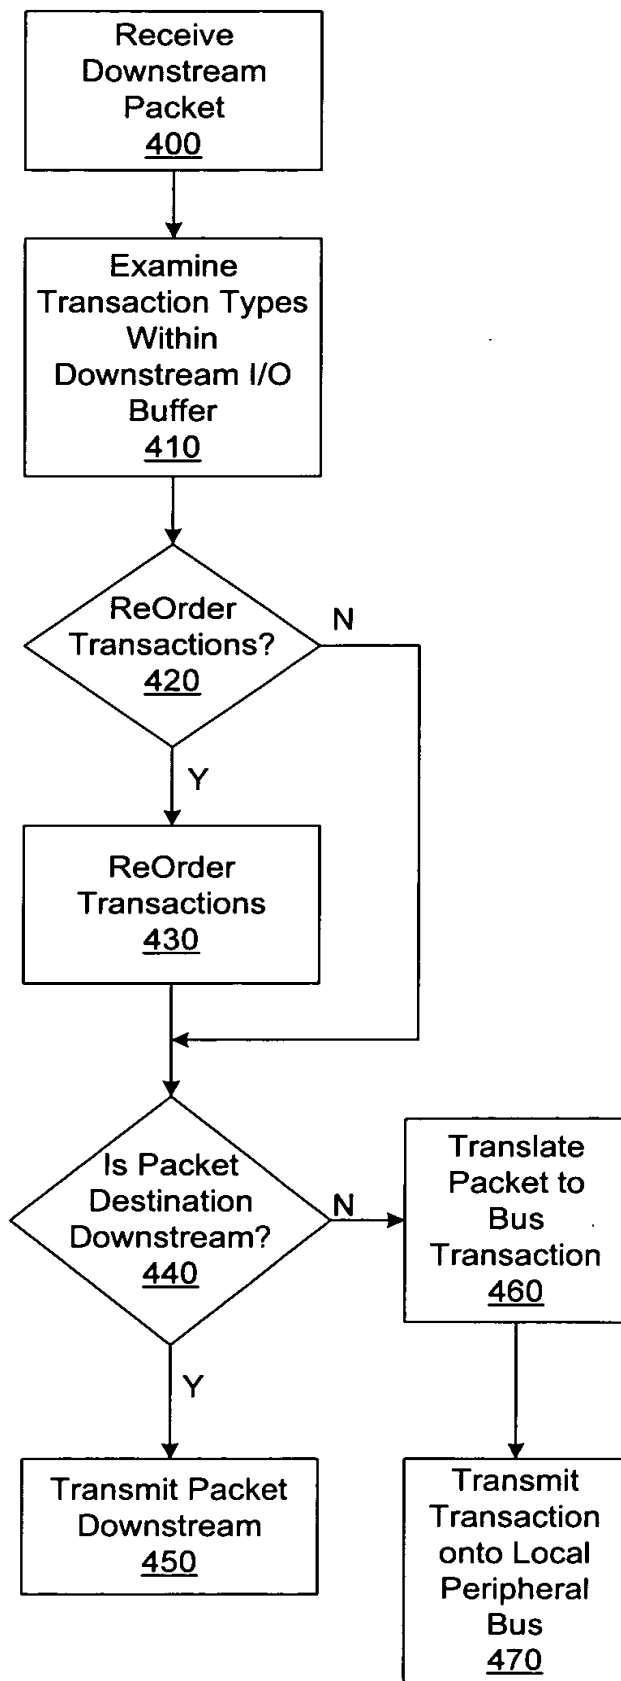 Receive
Downstream
Packet
400
Examine
Transaction Types
Within
Downstream I/O
Buffer
410
ReOrder
Transactions?
420
N
Y
ReOrder
Transactions
430
Is Packet
Destination
Downstream?
440
N
Y
Translate
Packet to
Bus
Transaction
460
Transmit Packet
Downstream
450
Transmit
Transaction
onto Local
Peripheral
Bus
470